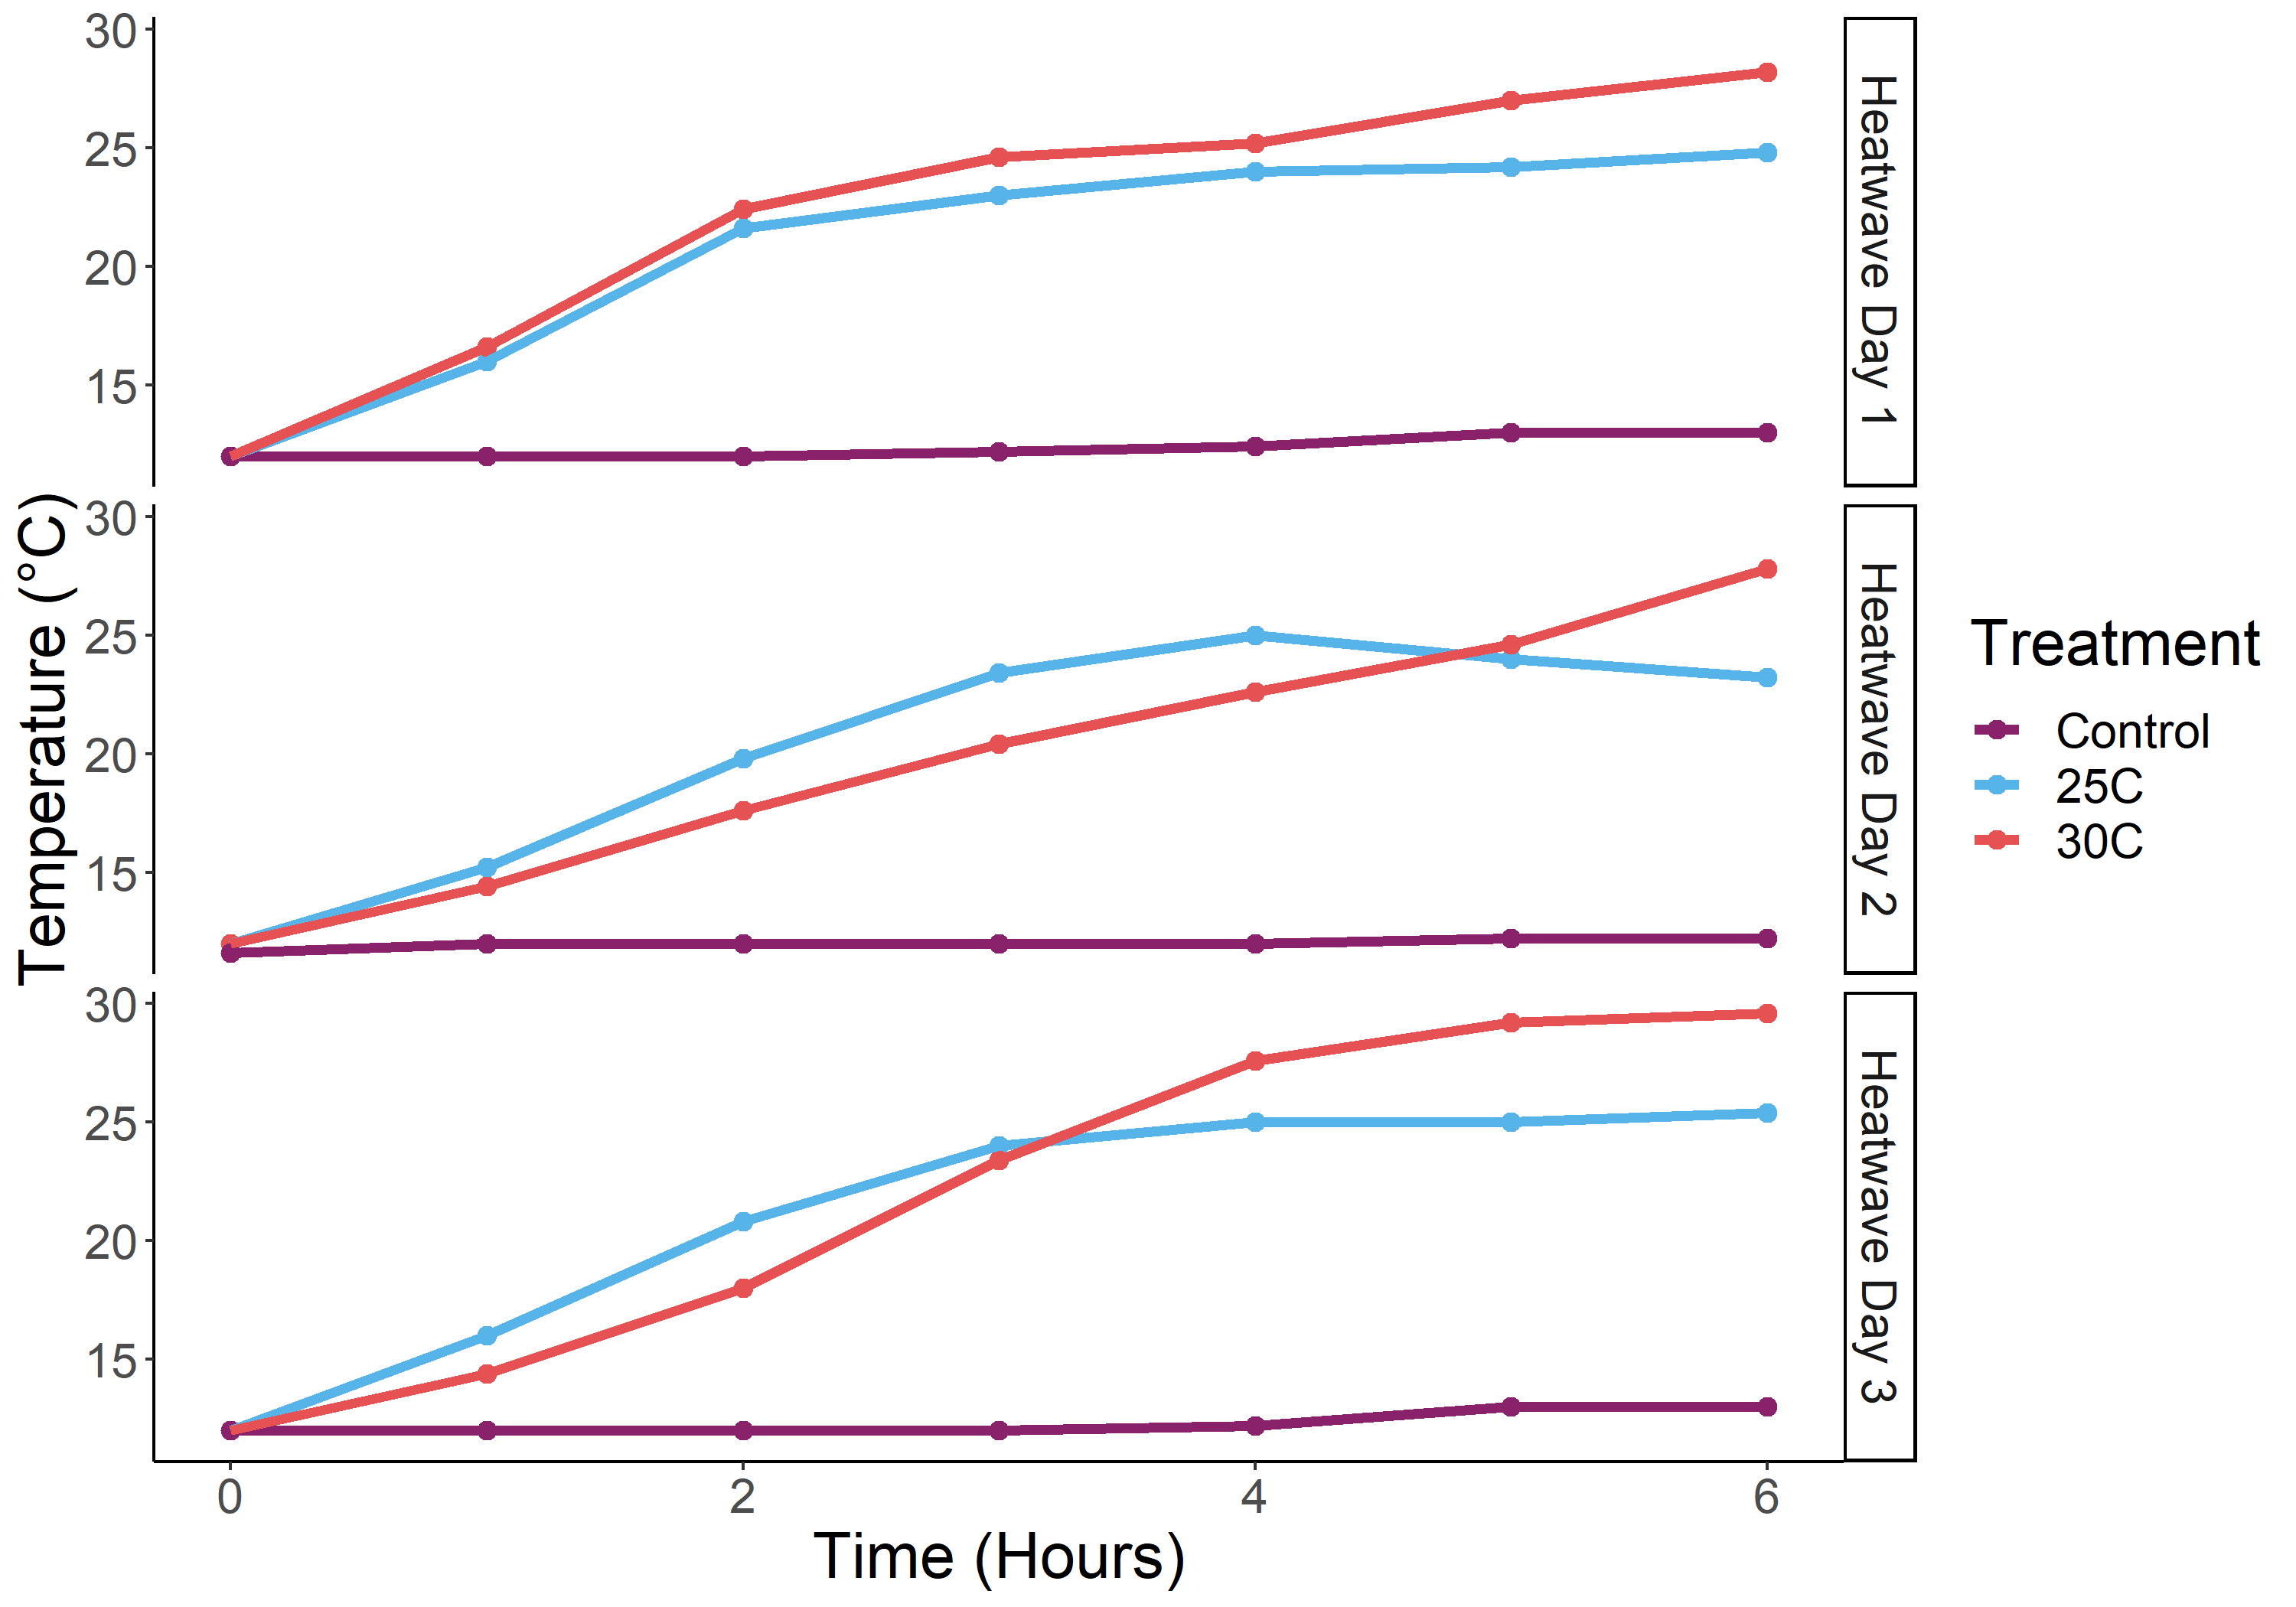 Temperature (°C)
30
25
20
15
Heatwave Day 1
30
25
20
15
Heatwave Day 2
30
25
20
15
Heatwave Day 3
0 2 4 6
Time (Hours)
Treatment
Control
25C
30C